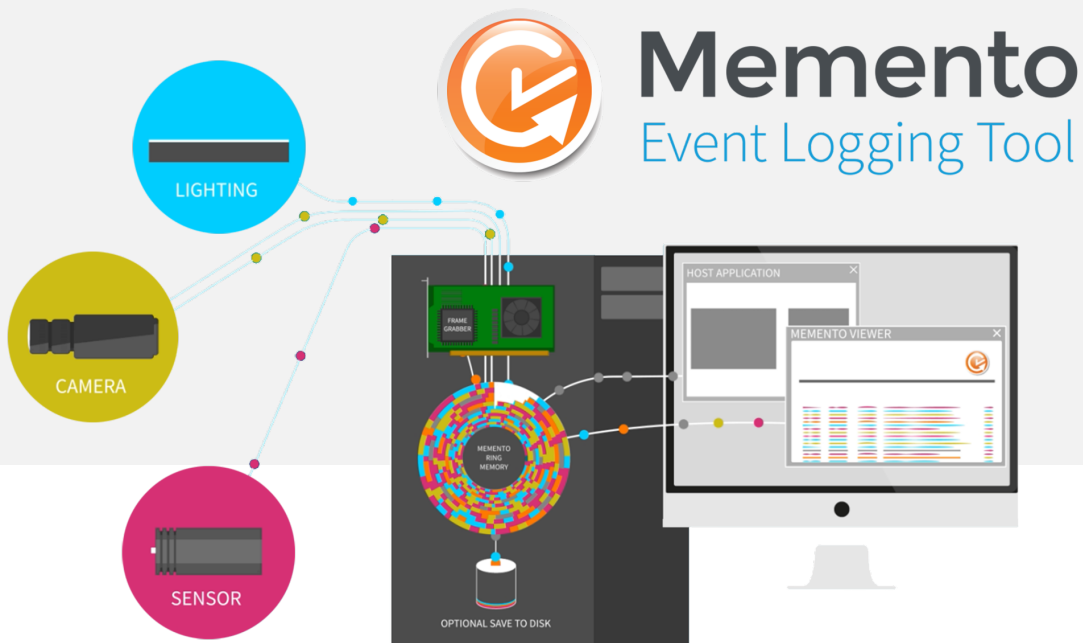 Memento
Event Logging Tool
LIGHTING
CAMERA
SENSOR
FRAME
GRABBER
MEMENTO
RING
MEMORY
OPTIONAL SAVE TO DISK
HOST APPLICATION
MEMENTO VIEWER